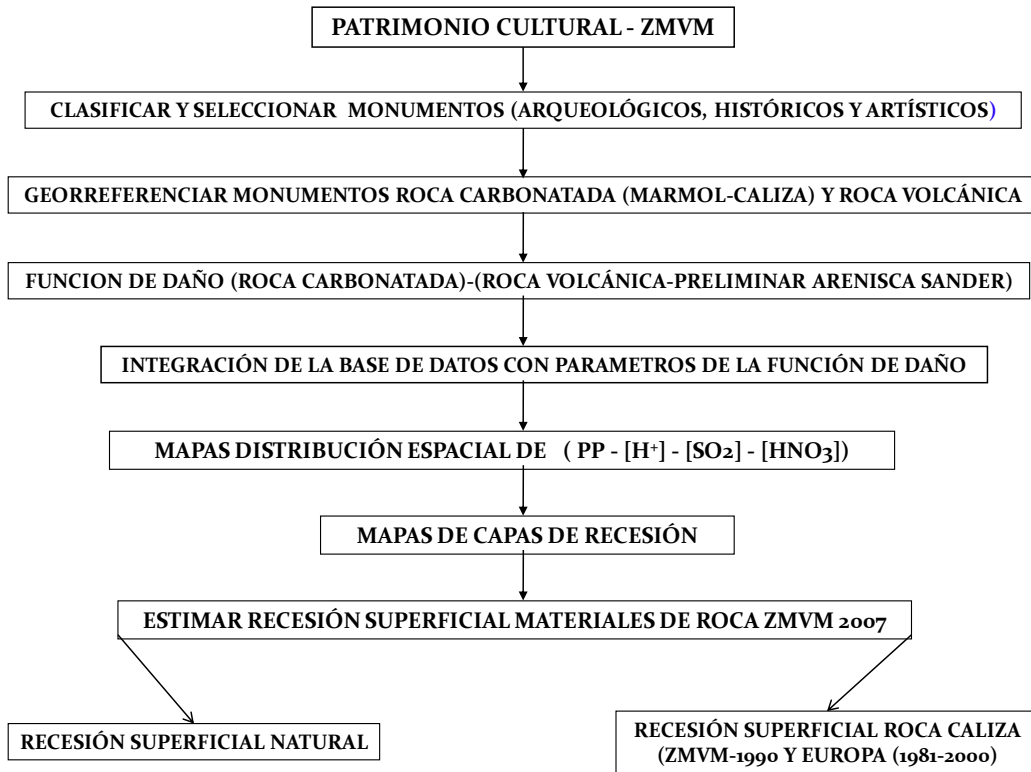 PATRIMONIO CULTURAL - ZMVM
CLASIFICAR Y SELECCIONAR MONUMENTOS (ARQUEOLÓGICOS, HISTÓRICOS Y ARTÍSTICOS)
GEORREFERENCIAR MONUMENTOS ROCA CARBONATADA (MARMOL-CALIZA) Y ROCA VOLCÁNICA
FUNCION DE DAÑO (ROCA CARBONATADA)-(ROCA VOLCÁNICA-PRELIMINAR ARENISCA SANDER)
INTEGRACIÓN DE LA BASE DE DATOS CON PARAMETROS DE LA FUNCIÓN DE DAÑO
MAPAS DISTRIBUCIÓN ESPACIAL DE ( PP - [H⁺] - [SO2] - [HNO3])
MAPAS DE CAPAS DE RECESIÓN
ESTIMAR RECESIÓN SUPERFICIAL MATERIALES DE ROCA ZMVM 2007
RECESIÓN SUPERFICIAL NATURAL
RECESIÓN SUPERFICIAL ROCA CALIZA
(ZMVM-1990 Y EUROPA (1981-2000)